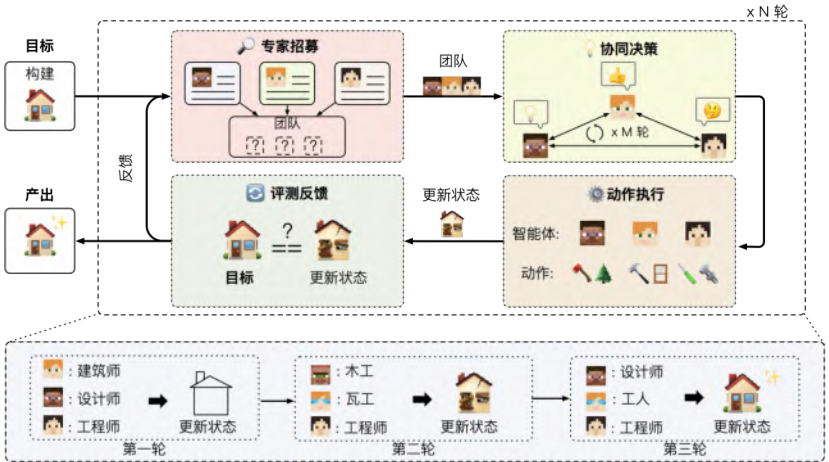 x N 轮
目标
构建
专家招募
团队
团队
协同决策
x M 轮
反馈
产出
评测反馈
?
==
目标
更新状态
更新状态
动作执行
智能体:
动作:
: 建筑师
: 设计师
: 工程师
更新状态
第一轮
: 木工
: 瓦工
: 工程师
更新状态
第二轮
: 设计师
: 工人
: 工程师
更新状态
第三轮